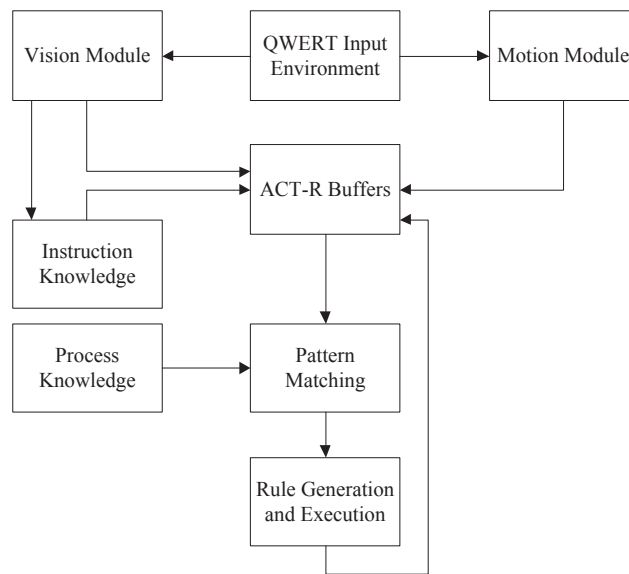 Vision Module
QWERT Input
Environment
Motion Module
ACT-R Buffers
Instruction
Knowledge
Process
Knowledge
Pattern
Matching
Rule Generation
and Execution